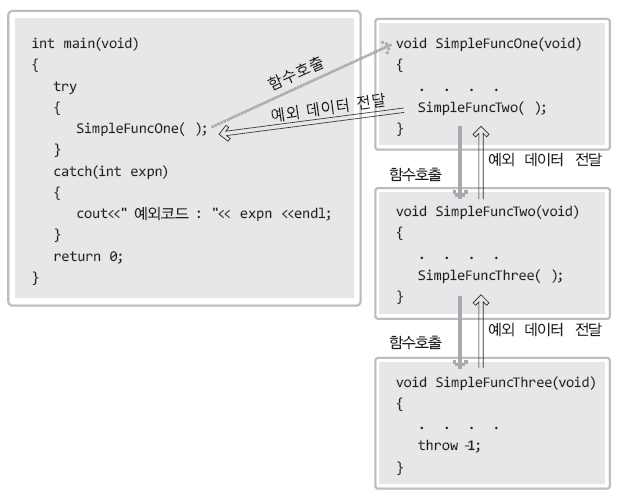 int main(void)
{
try
{
SimpleFuncOne( );
}
catch(int expn)
{
cout<<" 예외코드 : "<< expn <<endl;
}
return 0;
}
함수호출
예외 데이터 전달
void SimpleFuncOne(void)
{
. . . .
SimpleFuncTwo( );
}
함수호출
예외 데이터 전달
void SimpleFuncTwo(void)
{
. . . .
SimpleFuncThree( );
}
함수호출
예외 데이터 전달
void SimpleFuncThree(void)
{
. . . .
throw -1;
}